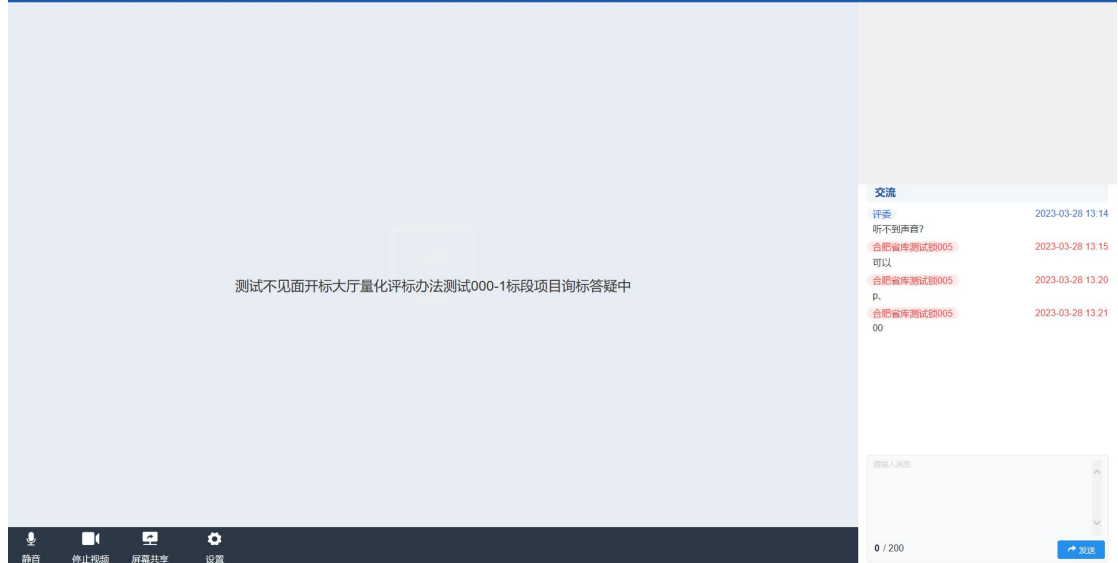 测试不见面开标大厅量化评标办法测试000-1标段项目询标答疑中
静音 停止视频 屏幕共享 设置
交流
评委 2023-03-28 13:14
听不到声音?
合肥省库测试锁005 2023-03-28 13:15
可以
合肥省库测试锁005 2023-03-28 13:20
p、
合肥省库测试锁005 2023-03-28 13:21
00
请输入消息...
0 / 200 发送